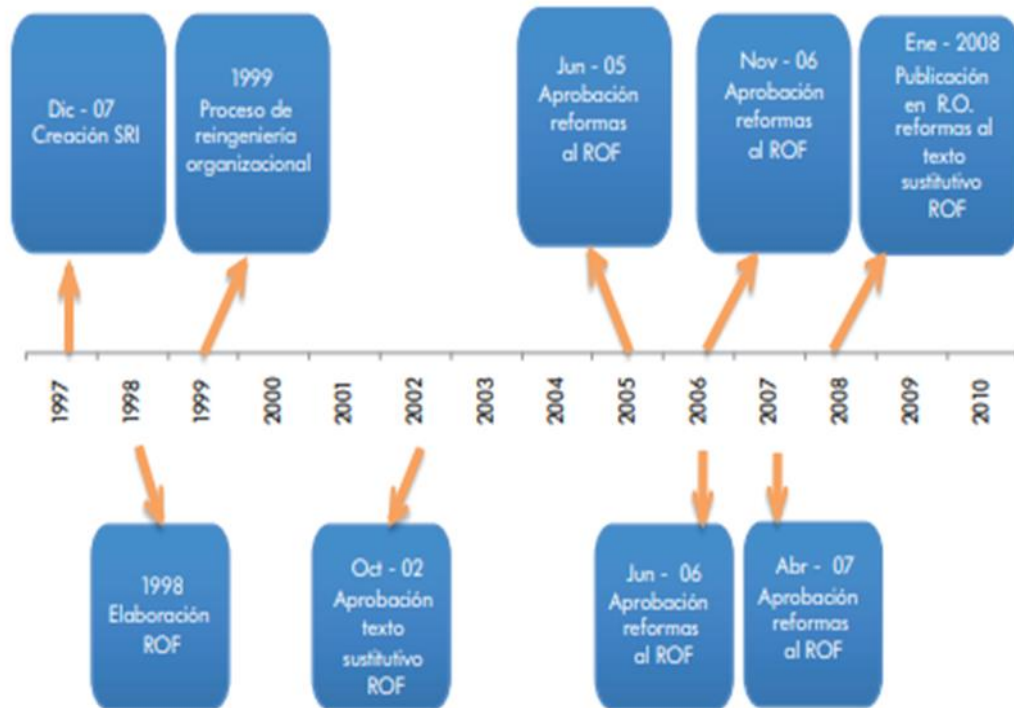 Dic - 07
Creación SRI
1999
Proceso de
reingeniería
organizacional
Jun - 05
Aprobación
reformas
al ROF
Nov - 06
Aprobación
reformas
al ROF
Ene - 2008
Publicación
en R.O.
reformas al
texto
sustitutivo
ROF
1997
1998
1999
2000
2001
2002
2003
2004
2005
2006
2007
2008
2009
2010
1998
Elaboración
ROF
Oct - 02
Aprobación
texto
sustitutivo
ROF
Jun - 06
Aprobación
reformas
al ROF
Abr - 07
Aprobación
reformas
al ROF